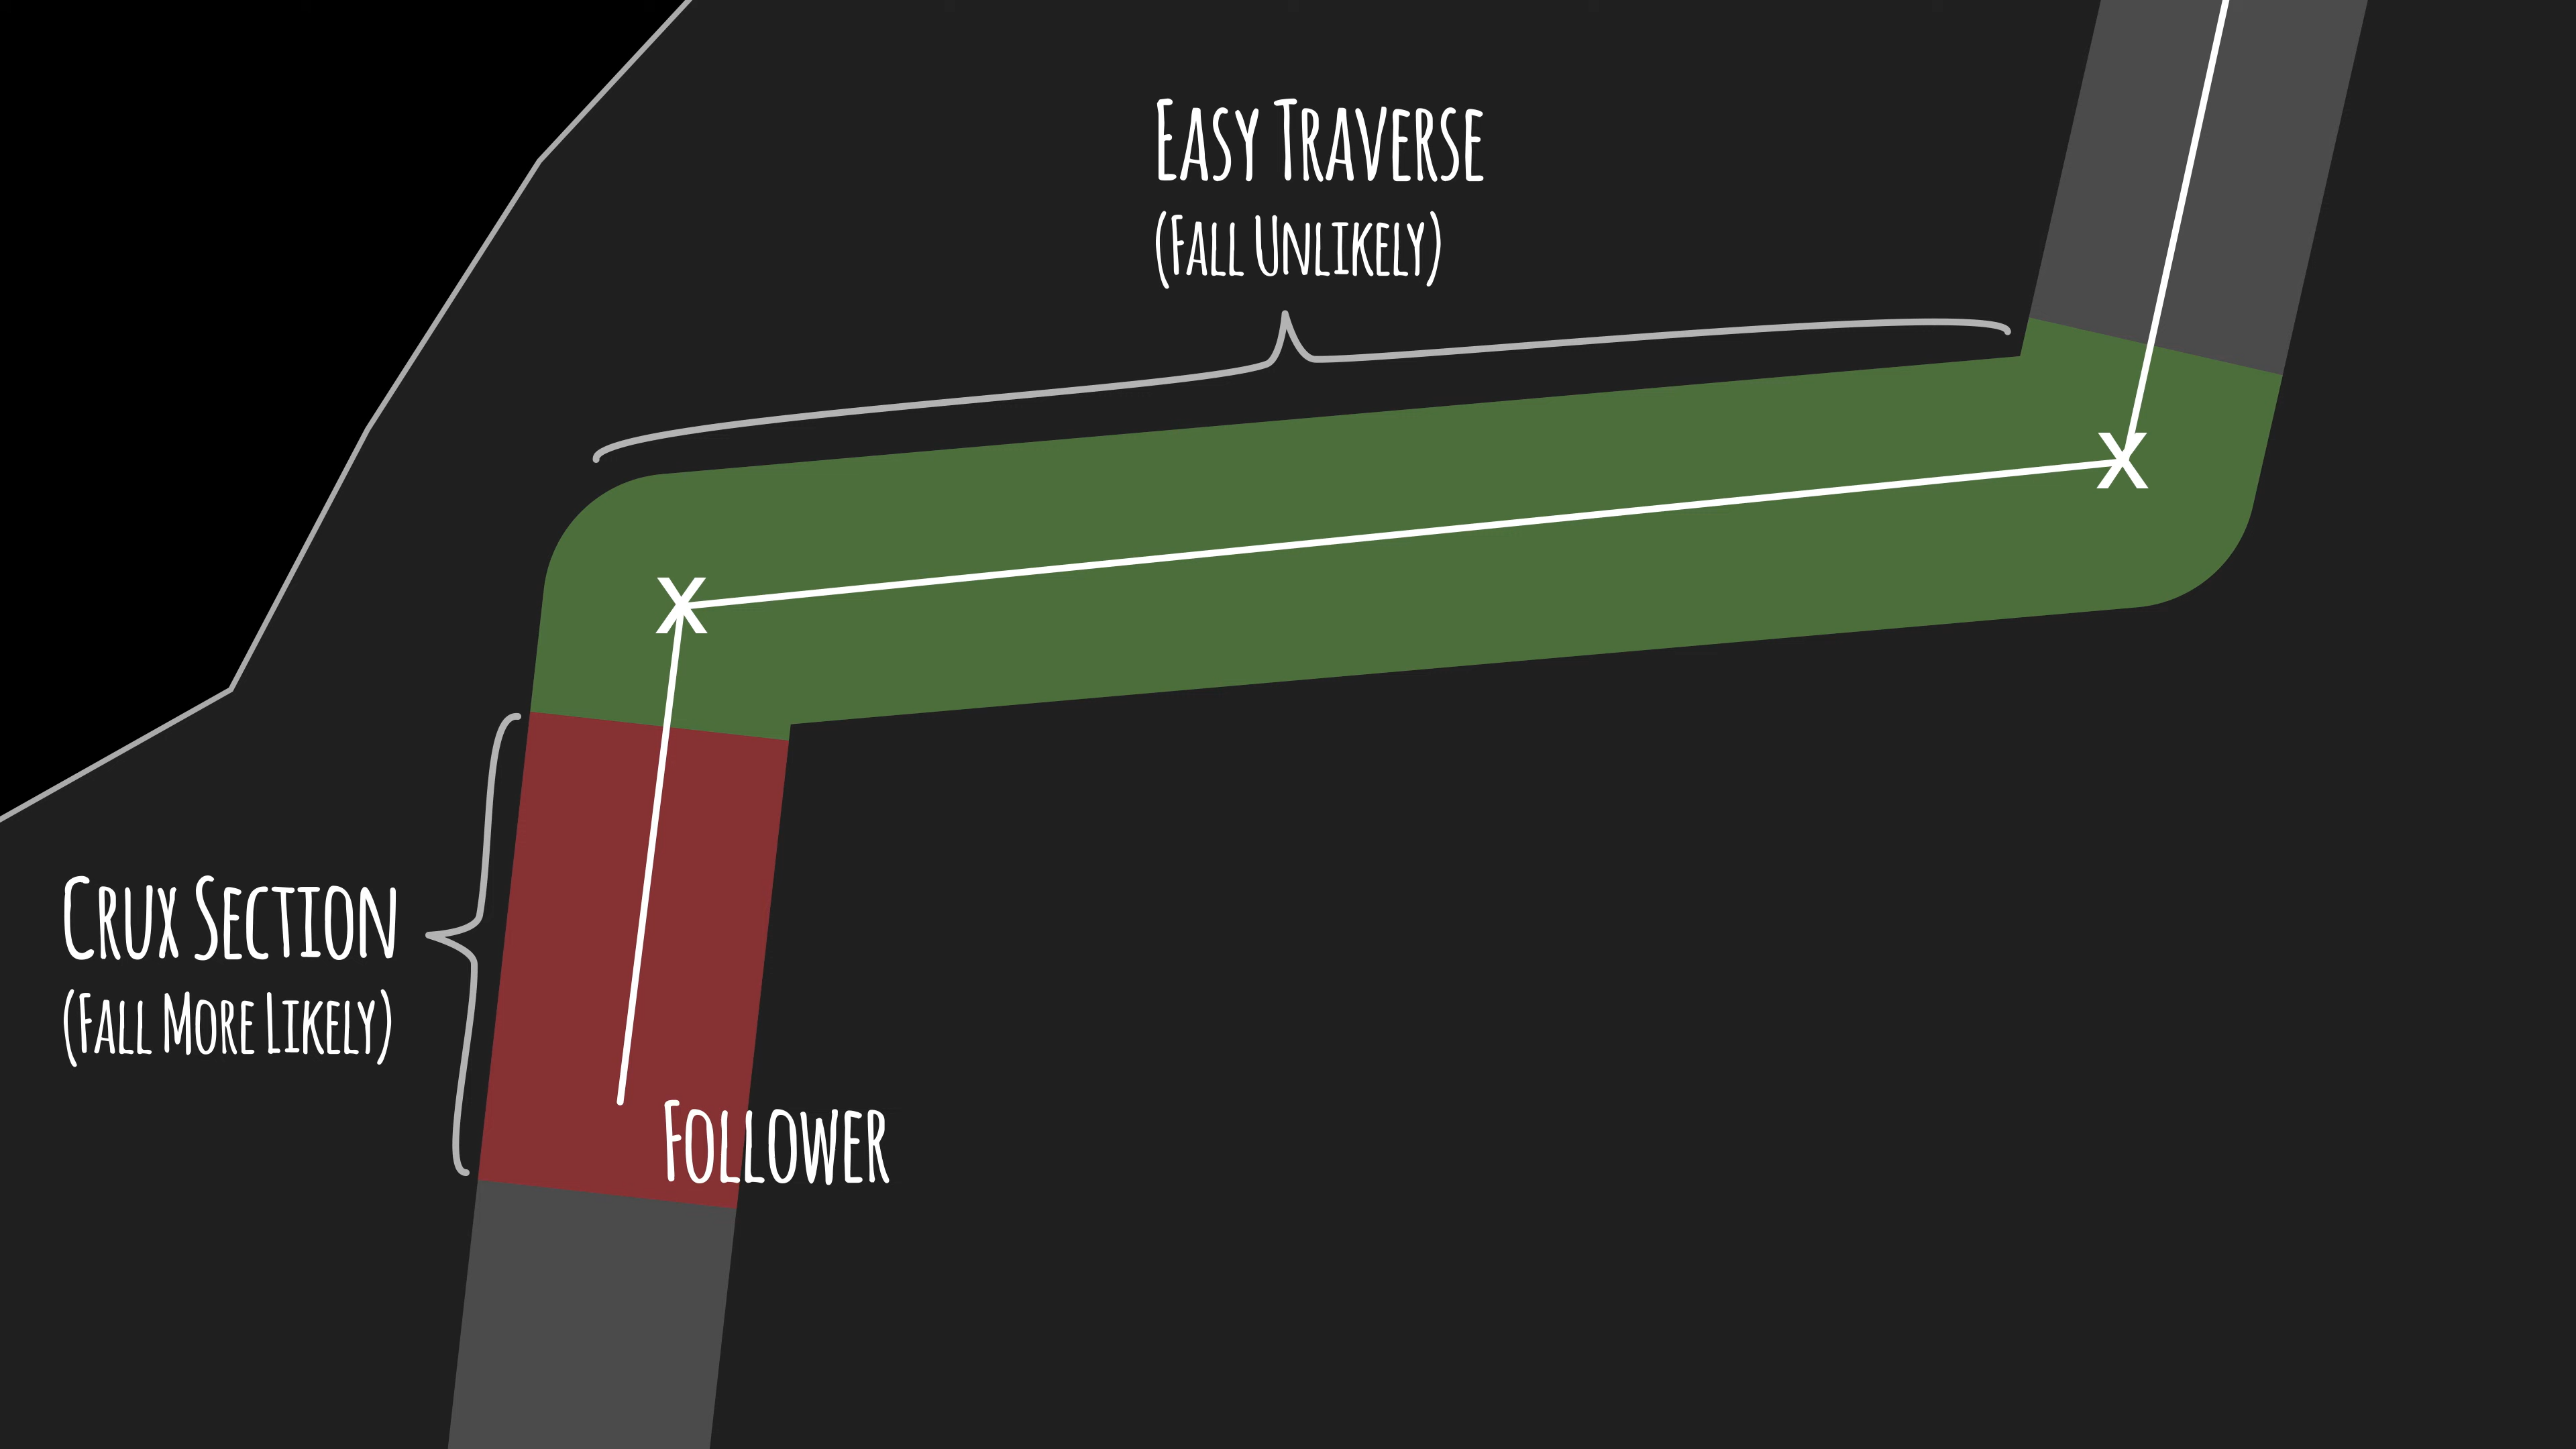 Easy Traverse
(Fall Unlikely)
X
X
Crux Section
(Fall More Likely)
Follower